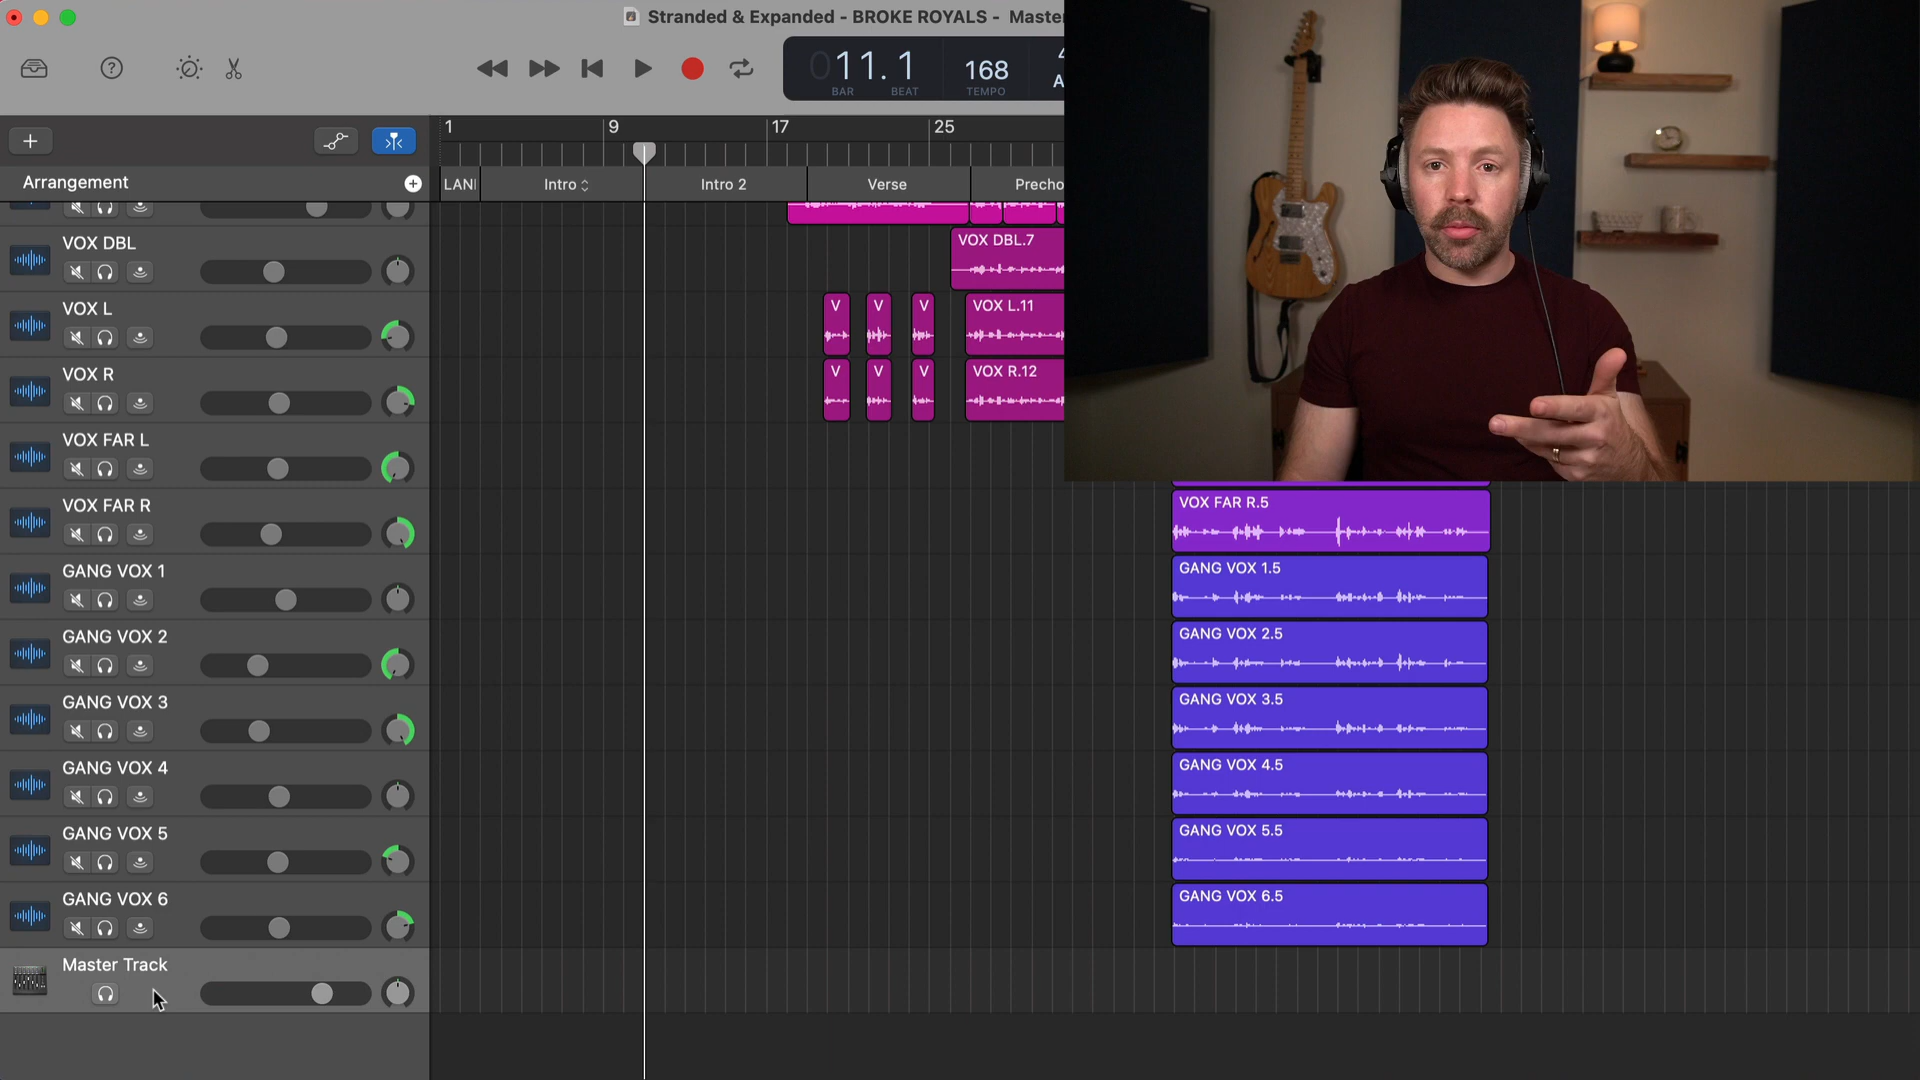 Stranded & Expanded - BROKE ROYALS - Master
011. 1
BAR
BEAT
168
TEMPO
1
9
17
25
Arrangement
Intro
Intro 2
Verse
VOX DBL
VOX DBL.7
VOX L
V
V
V
VOX L.11
VOX R
V
V
V
VOX R.12
VOX FAR L
VOX FAR R
VOX FAR R.5
GANG VOX 1
GANG VOX 1.5
GANG VOX 2
GANG VOX 2.5
GANG VOX 3
GANG VOX 3.5
GANG VOX 4
GANG VOX 4.5
GANG VOX 5
GANG VOX 5.5
GANG VOX 6
GANG VOX 6.5
Master Track